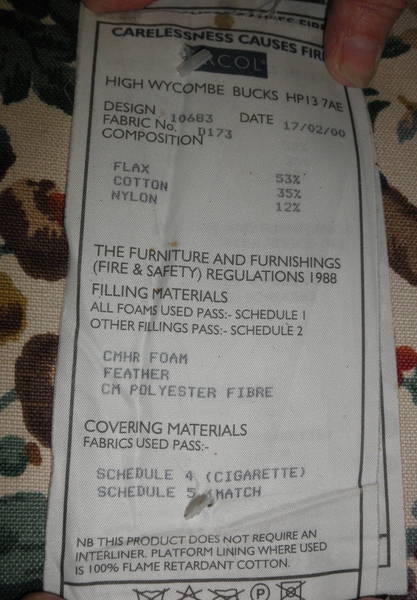 CARELESSNESS CAUSES FIRE
RCOL
HIGH WYCOMBE BUCKS HP13 7AE
DESIGN 10683 DATE 17/02/00
FABRIC No. D173
COMPOSITION
FLAX 53%
COTTON 35%
NYLON 12%
THE FURNITURE AND FURNISHINGS
(FIRE & SAFETY) REGULATIONS 1988
FILLING MATERIALS
ALL FOAMS USED PASS:- SCHEDULE 1
OTHER FILLINGS PASS:- SCHEDULE 2
CMHR FOAM
FEATHER
CM POLYESTER FIBRE
COVERING MATERIALS
FABRICS USED PASS:-
SCHEDULE 4 (CIGARETTE)
SCHEDULE 5 (MATCH
NB THIS PRODUCT DOES NOT REQUIRE AN
INTERLINER. PLATFORM LINING WHERE USED
IS 100% FLAME RETARDANT COTTON.
P